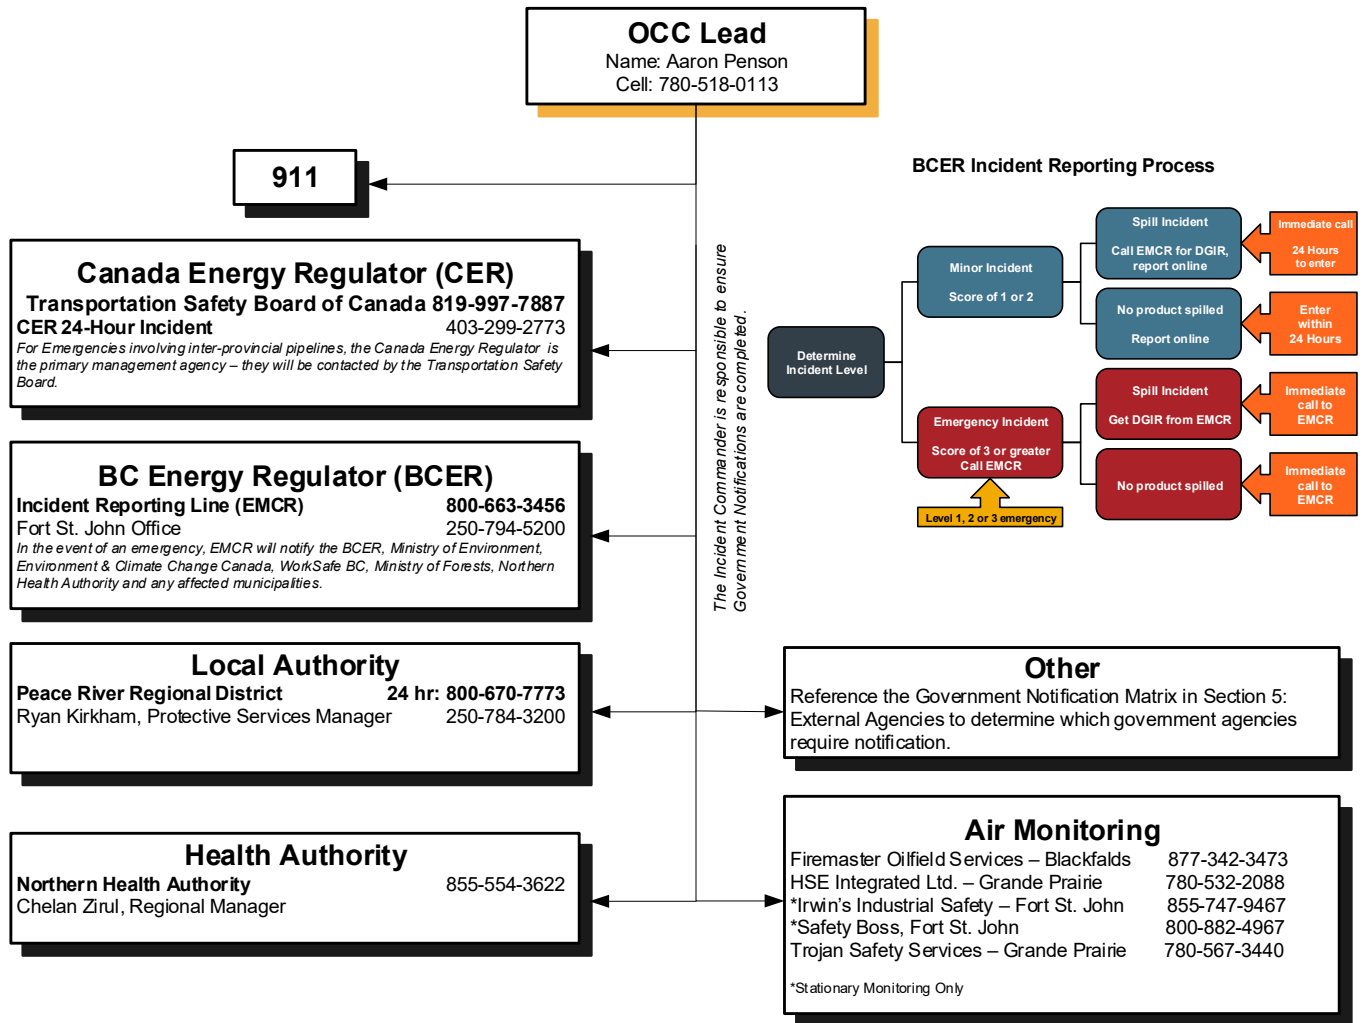 OCC Lead
Name: Aaron Penson
Cell: 780-518-0113
911
Canada Energy Regulator (CER)
Transportation Safety Board of Canada 819-997-7887
CER 24-Hour Incident 403-299-2773
For Emergencies involving inter-provincial pipelines, the Canada Energy Regulator is
the primary management agency – they will be contacted by the Transportation Safety
Board.
BC Energy Regulator (BCER)
Incident Reporting Line (EMCR) 800-663-3456
Fort St. John Office 250-794-5200
In the event of an emergency, EMCR will notify the BCER, Ministry of Environment,
Environment & Climate Change Canada, WorkSafe BC, Ministry of Forests, Northern
Health Authority and any affected municipalities.
Local Authority
Peace River Regional District 24 hr: 800-670-7773
Ryan Kirkham, Protective Services Manager 250-784-3200
Health Authority
Northern Health Authority 855-554-3622
Chelan Zirul, Regional Manager
The Incident Commander is responsible to ensure
Government Notifications are completed.
BCER Incident Reporting Process
Determine
Incident Level
Minor Incident
Score of 1 or 2
Spill Incident
Call EMCR for DGIR,
report online
Immediate call
24 Hours
to enter
No product spilled
Report online
Enter
within
24 Hours
Emergency Incident
Score of 3 or greater
Call EMCR
Level 1, 2 or 3 emergency
Spill Incident
Get DGIR from EMCR
Immediate
call to
EMCR
No product spilled
Immediate
call to
EMCR
Other
Reference the Government Notification Matrix in Section 5:
External Agencies to determine which government agencies
require notification.
Air Monitoring
Firemaster Oilfield Services – Blackfalds 877-342-3473
HSE Integrated Ltd. – Grande Prairie 780-532-2088
*Irwin's Industrial Safety – Fort St. John 855-747-9467
*Safety Boss, Fort St. John 800-882-4967
Trojan Safety Services – Grande Prairie 780-567-3440
*Stationary Monitoring Only